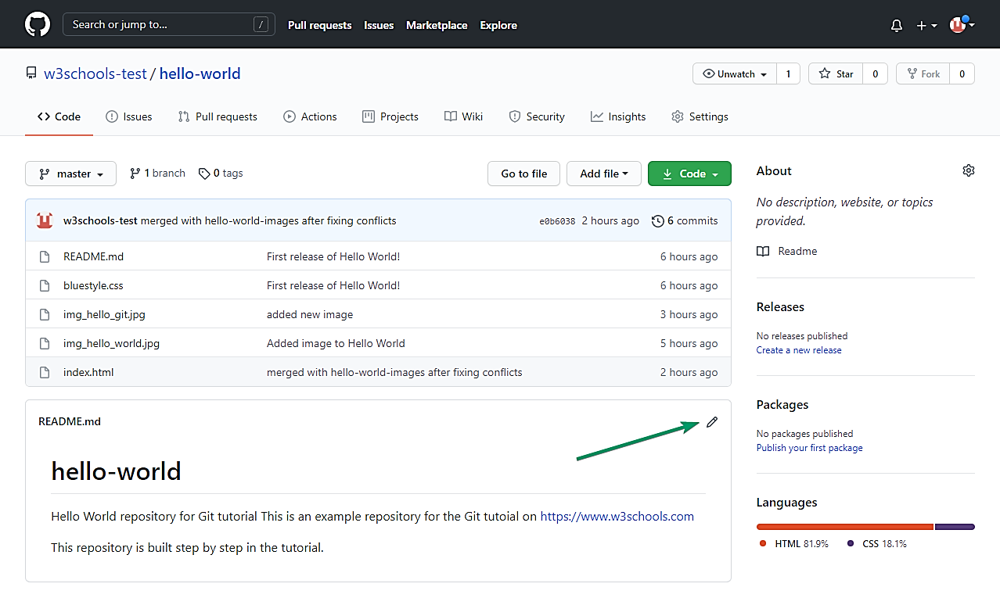 Search or jump to... / Pull requests Issues Marketplace Explore
w3schools-test / hello-world Unwatch 1 Star 0 Fork 0
Code Issues Pull requests Actions Projects Wiki Security Insights Settings
master 1 branch 0 tags Go to file Add file Code
w3schools-test merged with hello-world-images after fixing conflicts e0b6038 2 hours ago 6 commits
README.md First release of Hello World! 6 hours ago
bluestyle.css First release of Hello World! 6 hours ago
img_hello_git.jpg added new image 3 hours ago
img_hello_world.jpg Added image to Hello World 5 hours ago
index.html merged with hello-world-images after fixing conflicts 2 hours ago
README.md
hello-world
Hello World repository for Git tutorial This is an example repository for the Git tutoial on https://www.w3schools.com
This repository is built step by step in the tutorial.
About
No description, website, or topics
provided.
Readme
Releases
No releases published
Create a new release
Packages
No packages published
Publish your first package
Languages
HTML 81.9% CSS 18.1%